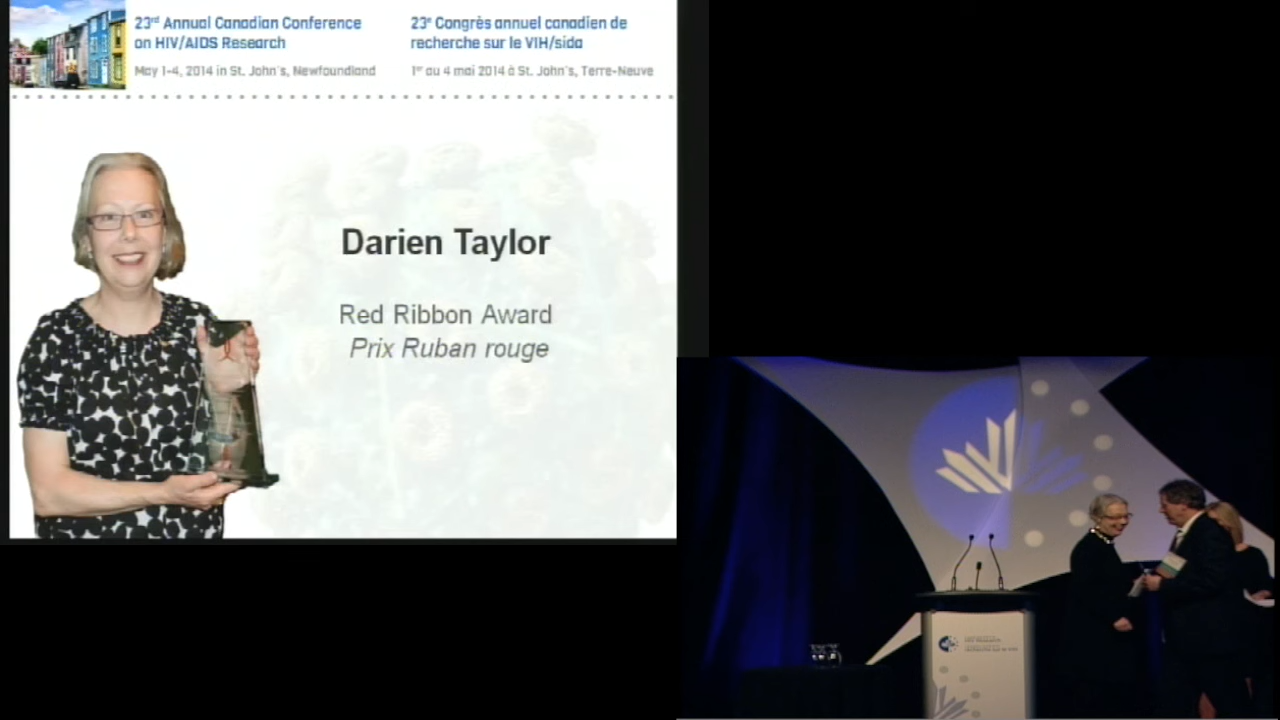 23rd Annual Canadian Conference
on HIV/AIDS Research
May 1-4, 2014 in St. John's, Newfoundland
23e Congrès annuel canadien de
recherche sur le VIH/sida
1er au 4 mai 2014 à St. John's, Terre-Neuve
Darien Taylor
Red Ribbon Award
Prix Ruban rouge